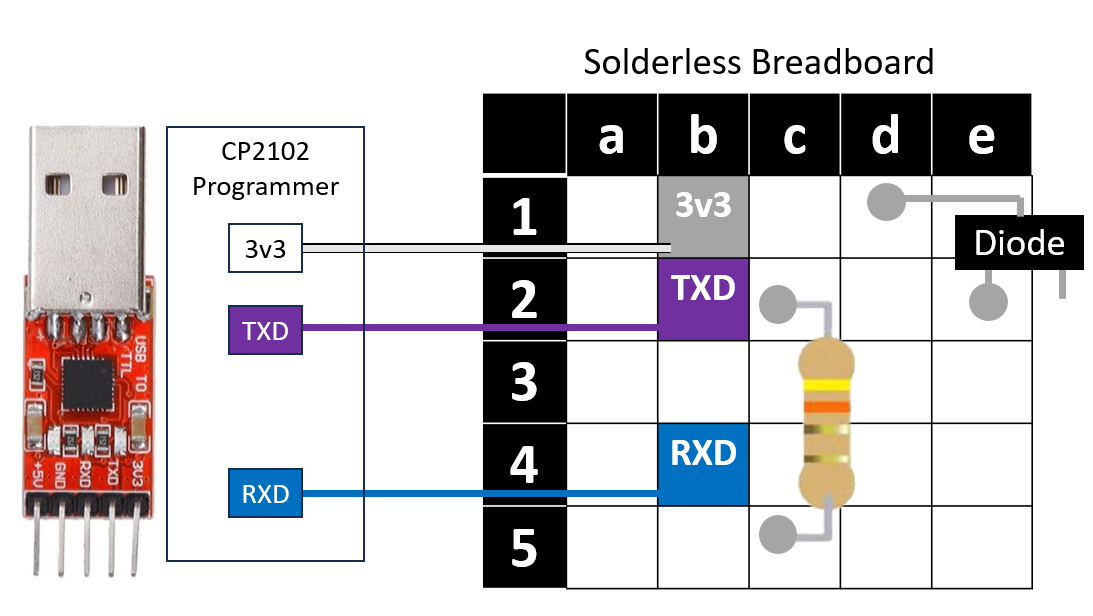 Solderless Breadboard
a b c d e
CP2102
Programmer
1
3v3
3v3
Diode
2
TXD
TXD
3
4
RXD
RXD
5
USB TO
TTL
+5V
GND
RXD
TXD
3V3